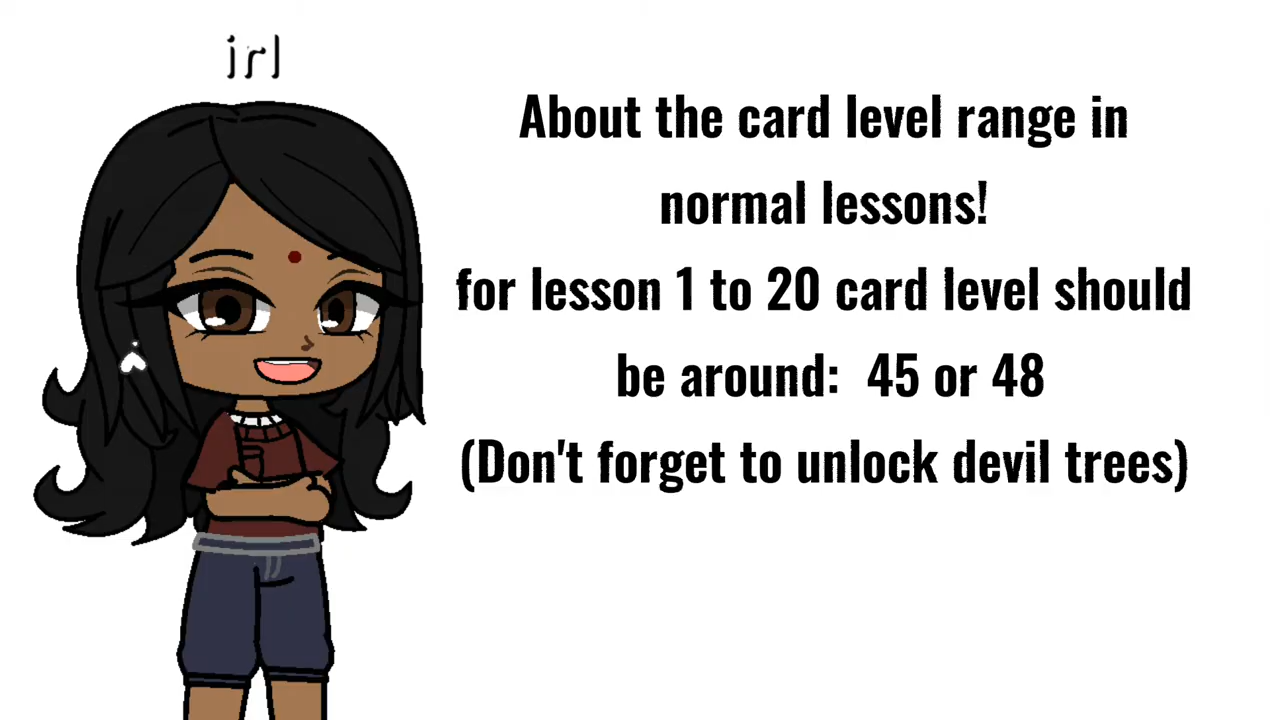 irl
About the card level range in
normal lessons!
for lesson 1 to 20 card level should
be around: 45 or 48
(Don't forget to unlock devil trees)